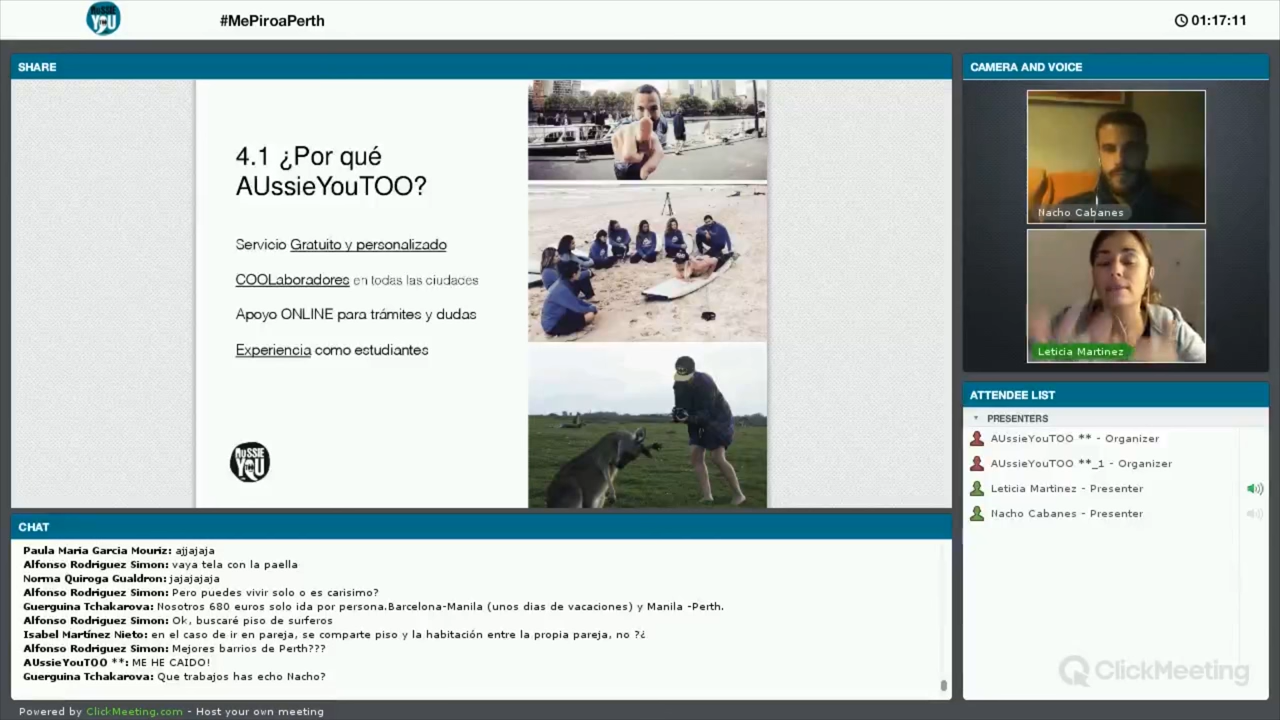 AUSSIE
YOU
TOO
#MePiroaPerth
01:17:11
SHARE
4.1 ¿Por qué
AUssieYouTOO?
Servicio Gratuito y personalizado
COOLaboradores en todas las ciudades
Apoyo ONLINE para trámites y dudas
Experiencia como estudiantes
AUSSIE
YOU
TOO
CAMERA AND VOICE
Nacho Cabanes
Leticia Martinez
ATTENDEE LIST
PRESENTERS
AUssieYouTOO ** - Organizer
AUssieYouTOO **_1 - Organizer
Leticia Martinez - Presenter
Nacho Cabanes - Presenter
CHAT
Paula Maria Garcia Mouriz: ajjajaja
Alfonso Rodriguez Simon: vaya tela con la paella
Norma Quiroga Gualdron: jajajajaja
Alfonso Rodriguez Simon: Pero puedes vivir solo o es carisimo?
Guerguina Tchakarova: Nosotros 680 euros solo ida por persona.Barcelona-Manila (unos dias de vacaciones) y Manila -Perth.
Alfonso Rodriguez Simon: Ok, buscaré piso de surferos
Isabel Martínez Nieto: en el caso de ir en pareja, se comparte piso y la habitación entre la propia pareja, no ?¿
Alfonso Rodriguez Simon: Mejores barrios de Perth???
AUssieYouTOO **: ME HE CAIDO!
Guerguina Tchakarova: Que trabajos has echo Nacho?
ClickMeeting
Powered by ClickMeeting.com - Host your own meeting